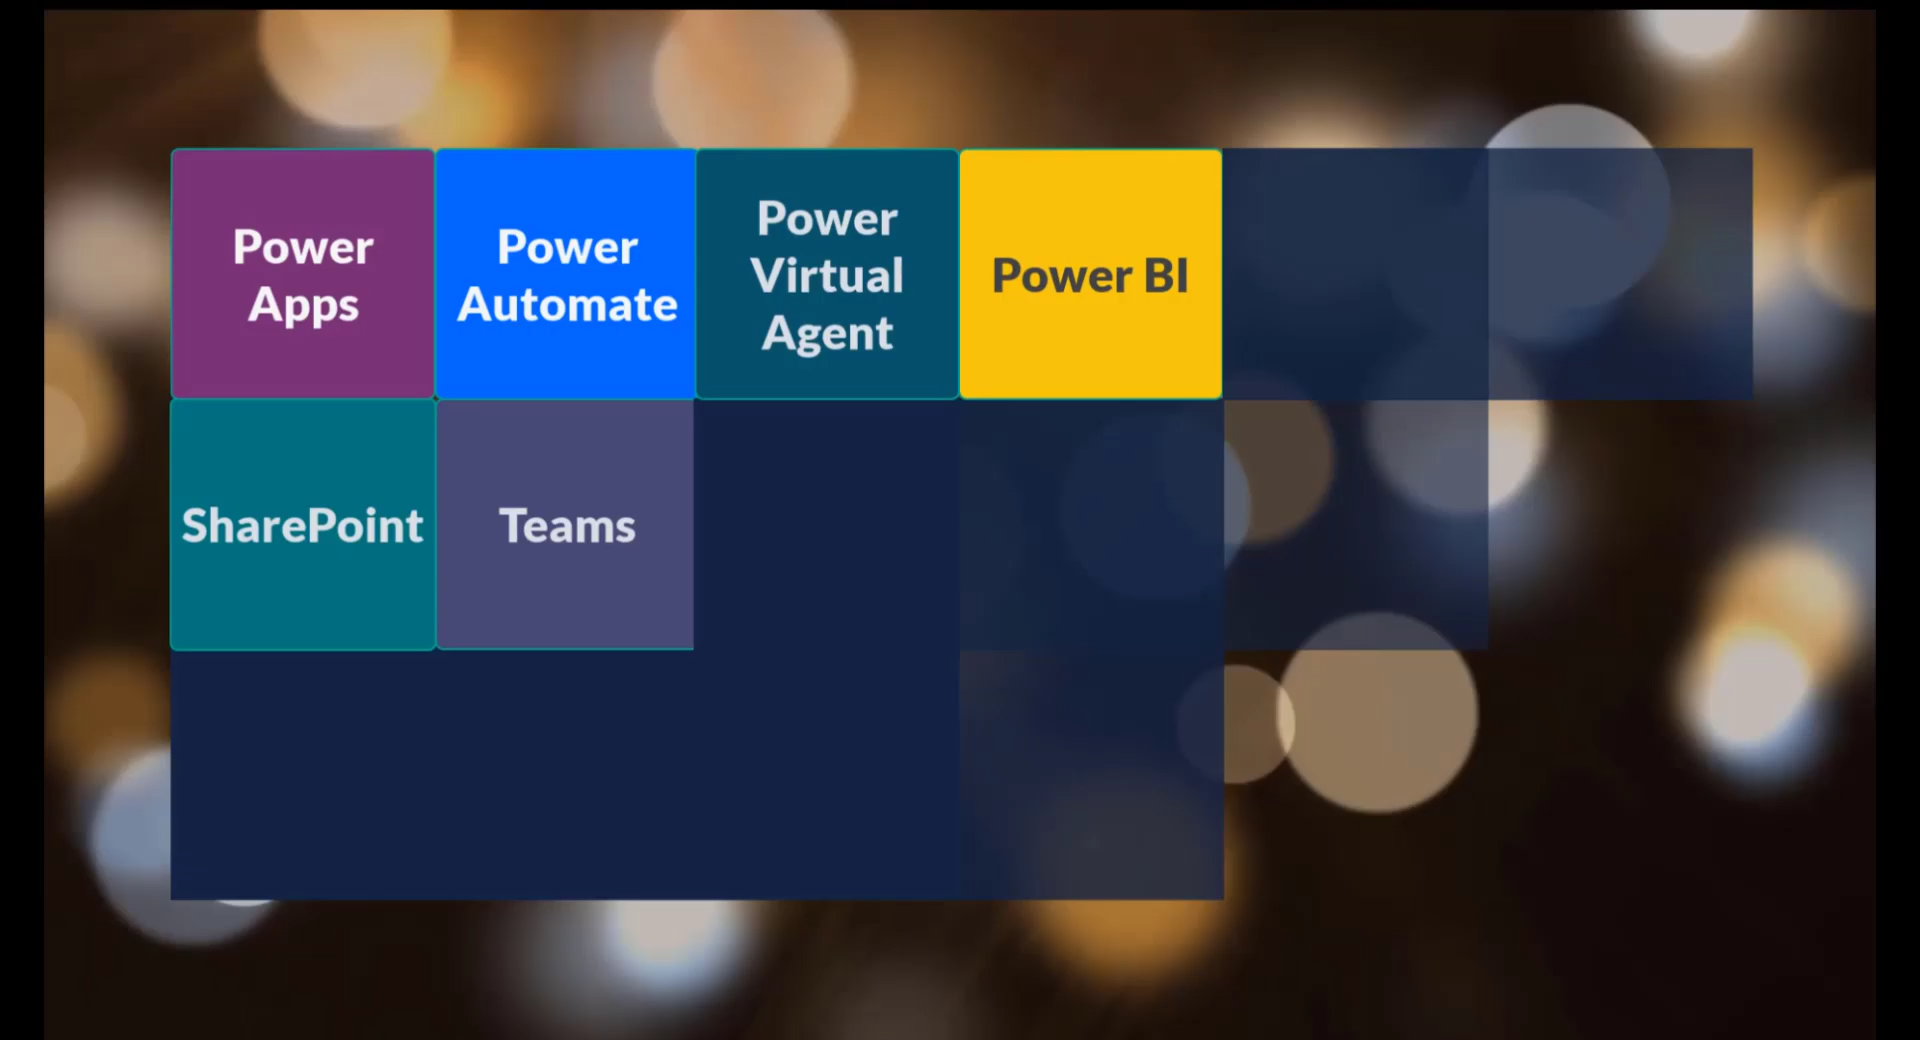 Power
Apps
Power
Automate
Power
Virtual
Agent
Power BI
SharePoint
Teams